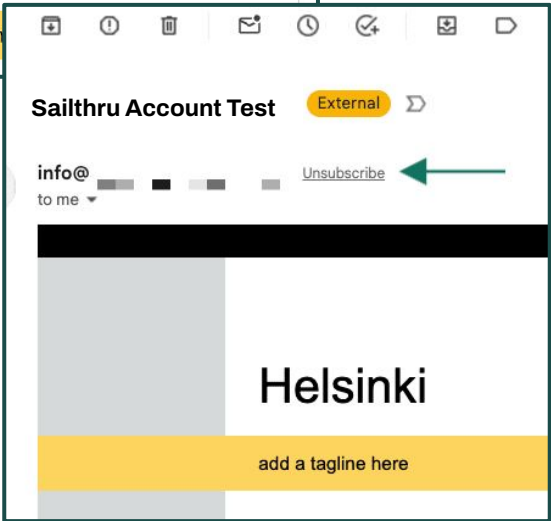 Sailthru Account Test External
info@ Unsubscribe
to me
Helsinki
add a tagline here